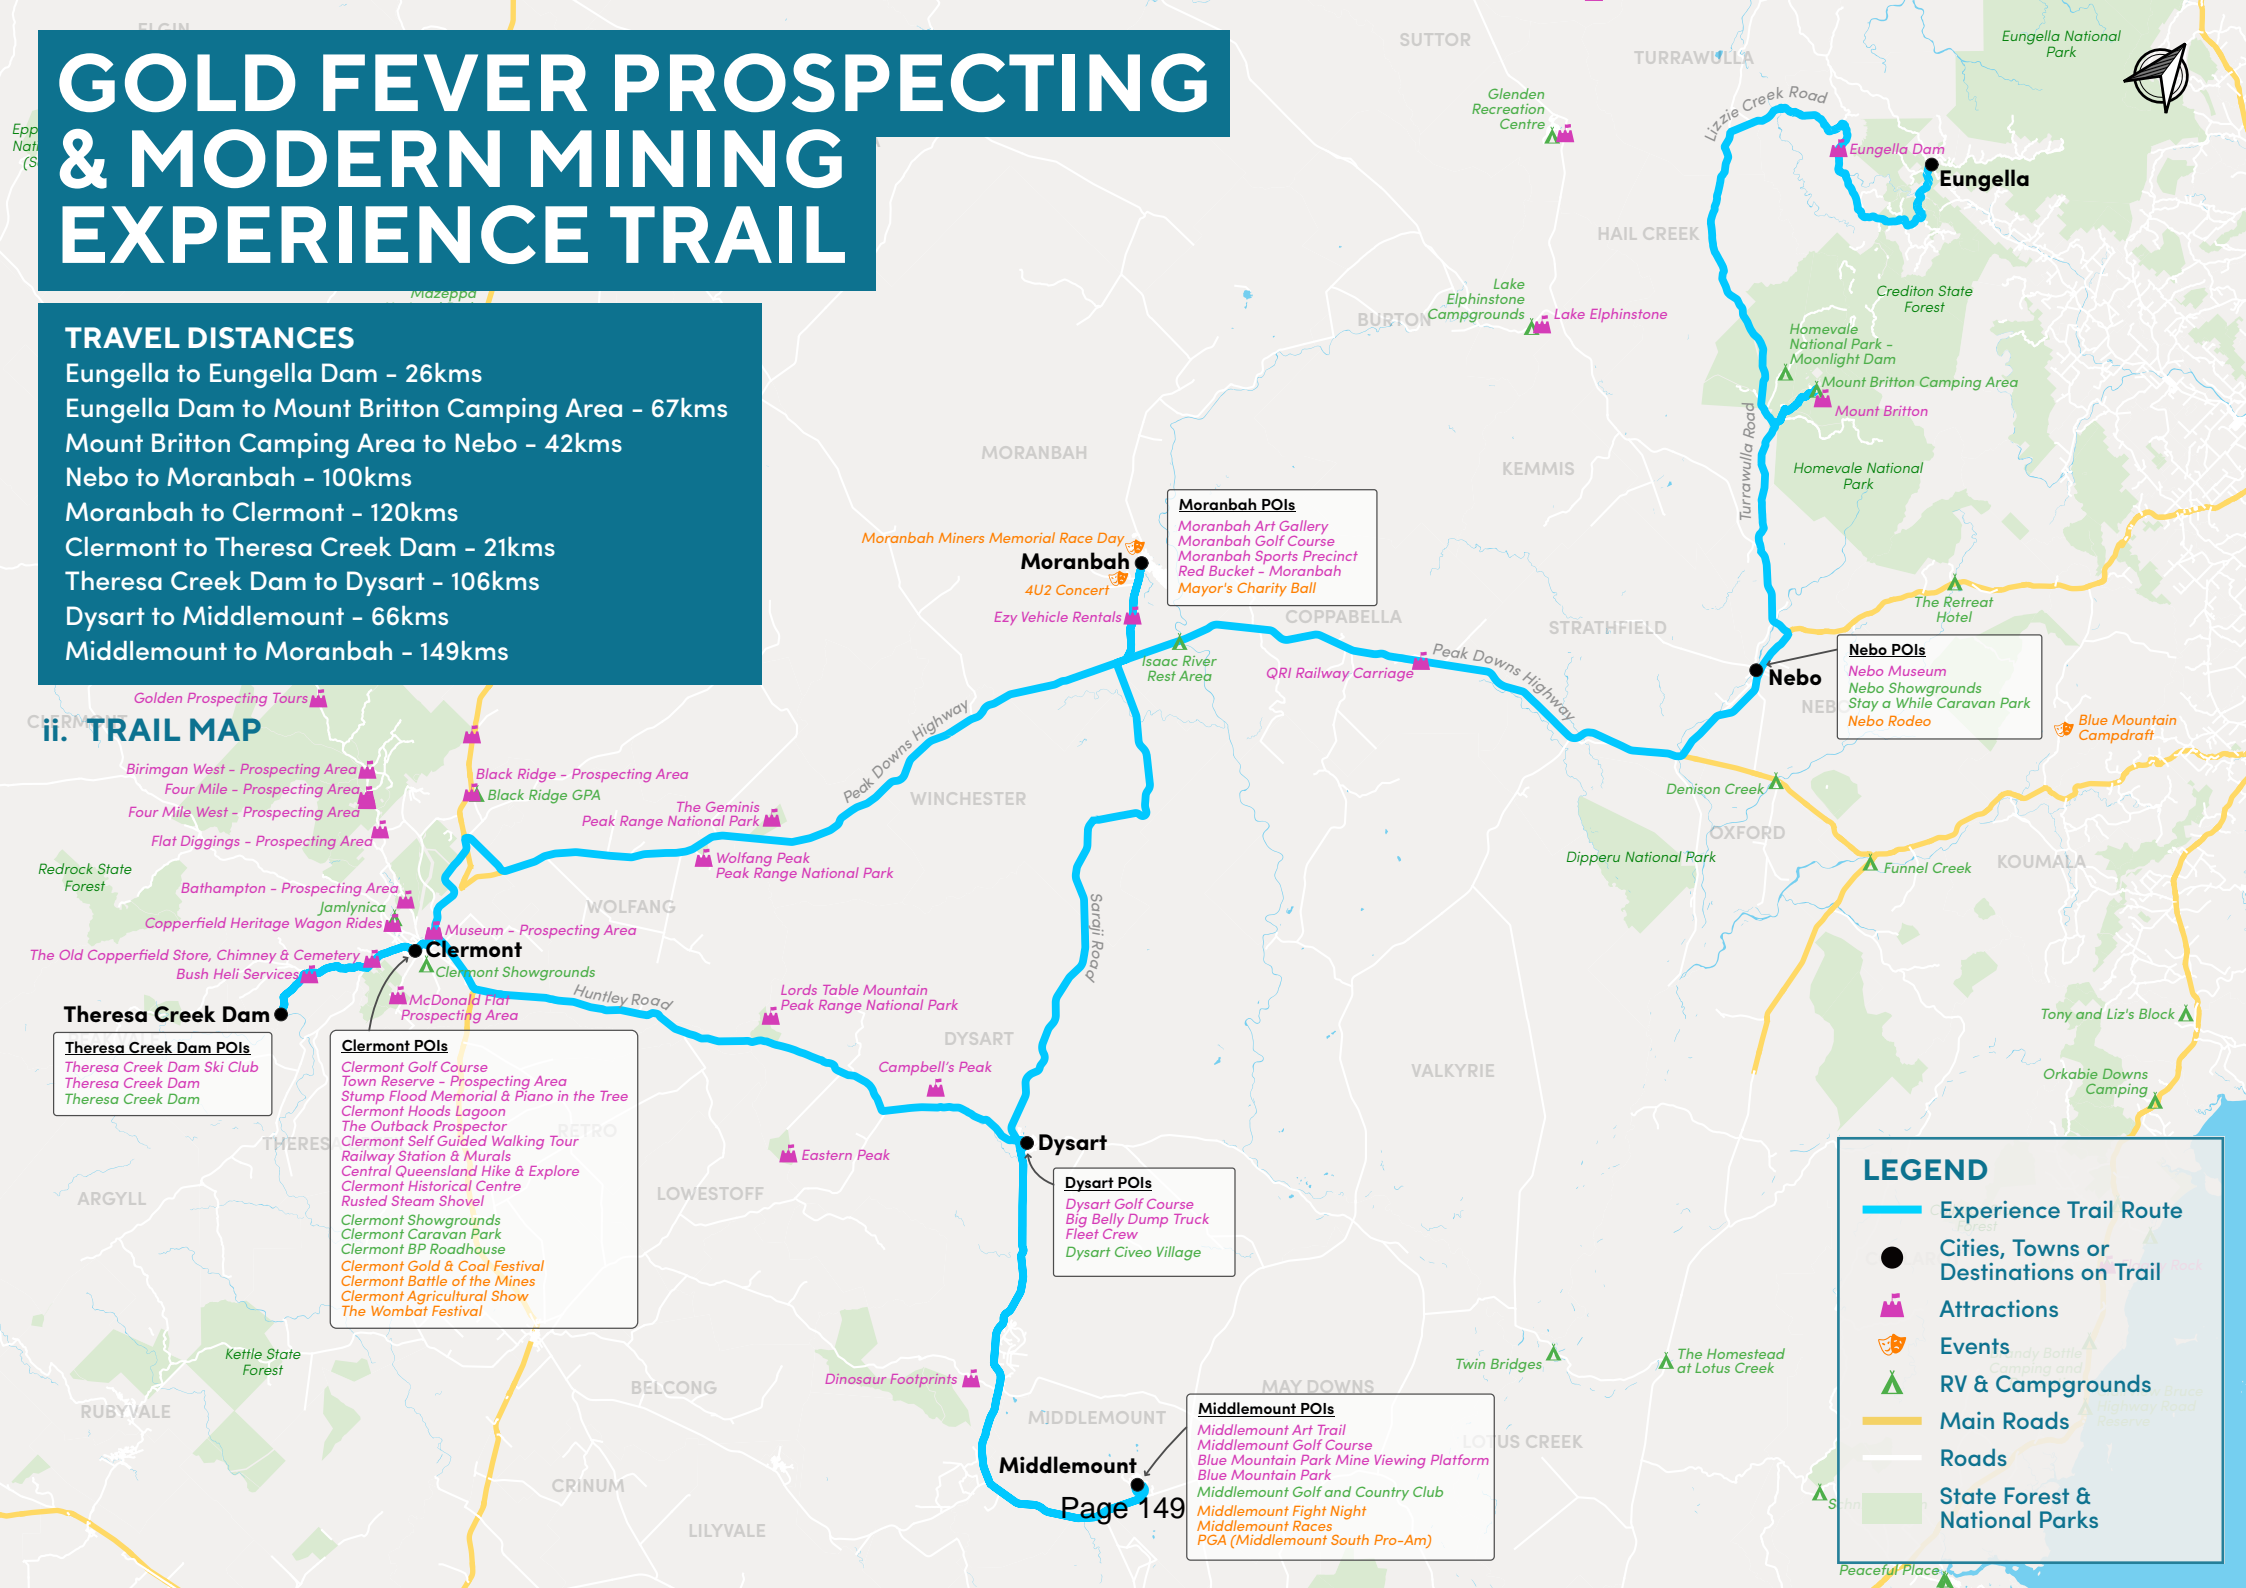 GOLD FEVER PROSPECTING
& MODERN MINING
EXPERIENCE TRAIL
TRAVEL DISTANCES
Eungella to Eungella Dam - 26kms
Eungella Dam to Mount Britton Camping Area - 67kms
Mount Britton Camping Area to Nebo - 42kms
Nebo to Moranbah - 100kms
Moranbah to Clermont - 120kms
Clermont to Theresa Creek Dam - 21kms
Theresa Creek Dam to Dysart - 106kms
Dysart to Middlemount - 66kms
Middlemount to Moranbah - 149kms
ii. TRAIL MAP
ELGIN
Mazeppa
SUTTOR
TURRAWULLA
Eungella National
Park
Glenden
Recreation
Centre
Lizzie Creek Road
Eungella Dam
Eungella
HAIL CREEK
Crediton State
Forest
Lake
Elphinstone
Campgrounds
Lake Elphinstone
BURTON
Homevale
National Park -
Moonlight Dam
Mount Britton Camping Area
Mount Britton
Turrawulla Road
Homevale National
Park
MORANBAH
KEMMIS
Moranbah Miners Memorial Race Day
Moranbah
4U2 Concert
Ezy Vehicle Rentals
Moranbah POIs
Moranbah Art Gallery
Moranbah Golf Course
Moranbah Sports Precinct
Red Bucket - Moranbah
Mayor's Charity Ball
COPPABELLA
STRATHFIELD
Isaac River
Rest Area
QRI Railway Carriage
Peak Downs Highway
The Retreat
Hotel
Nebo
Nebo POIs
Nebo Museum
Nebo Showgrounds
Stay a While Caravan Park
Nebo Rodeo
Blue Mountain
Campdraft
Denison Creek
OXFORD
Dipperu National Park
Funnel Creek
KOUMALA
Golden Prospecting Tours
CLERMONT
Birimgan West - Prospecting Area
Four Mile - Prospecting Area
Four Mile West - Prospecting Area
Flat Diggings - Prospecting Area
Black Ridge - Prospecting Area
Black Ridge GPA
The Geminis
Peak Range National Park
Wolfang Peak
Peak Range National Park
Peak Downs Highway
WINCHESTER
Redrock State
Forest
Bathampton - Prospecting Area
Jamlynica
Copperfield Heritage Wagon Rides
The Old Copperfield Store, Chimney & Cemetery
Bush Heli Services
WOLFANG
Museum - Prospecting Area
Clermont
Clermont Showgrounds
McDonald Flat
Prospecting Area
Theresa Creek Dam
Theresa Creek Dam POIs
Theresa Creek Dam Ski Club
Theresa Creek Dam
Theresa Creek Dam
Huntley Road
Saraji Road
Lords Table Mountain
Peak Range National Park
DYSART
Campbell's Peak
Clermont POIs
Clermont Golf Course
Town Reserve - Prospecting Area
Stump Flood Memorial & Piano in the Tree
Clermont Hoods Lagoon
The Outback Prospector
Clermont Self Guided Walking Tour
Railway Station & Murals
Central Queensland Hike & Explore
Clermont Historical Centre
Rusted Steam Shovel
Clermont Showgrounds
Clermont Caravan Park
Clermont BP Roadhouse
Clermont Gold & Coal Festival
Clermont Battle of the Mines
Clermont Agricultural Show
The Wombat Festival
RETRO
ARGYLL
Eastern Peak
Dysart
Dysart POIs
Dysart Golf Course
Big Belly Dump Truck
Fleet Crew
Dysart Civeo Village
LOWESTOFF
VALKYRIE
Tony and Liz's Block
Orkabie Downs
Camping
Kettle State
Forest
RUBYVALE
BELCONG
CRINUM
LILYVALE
Dinosaur Footprints
MIDDLEMOUNT
MAY DOWNS
Twin Bridges
The Homestead
at Lotus Creek
LOTUS CREEK
Middlemount
Page 149
Middlemount POIs
Middlemount Art Trail
Middlemount Golf Course
Blue Mountain Park Mine Viewing Platform
Blue Mountain Park
Middlemount Golf and Country Club
Middlemount Fight Night
Middlemount Races
PGA (Middlemount South Pro-Am)
LEGEND
Experience Trail Route
Cities, Towns or
Destinations on Trail
Attractions
Events
RV & Campgrounds
Main Roads
Roads
State Forest &
National Parks
Peaceful Place